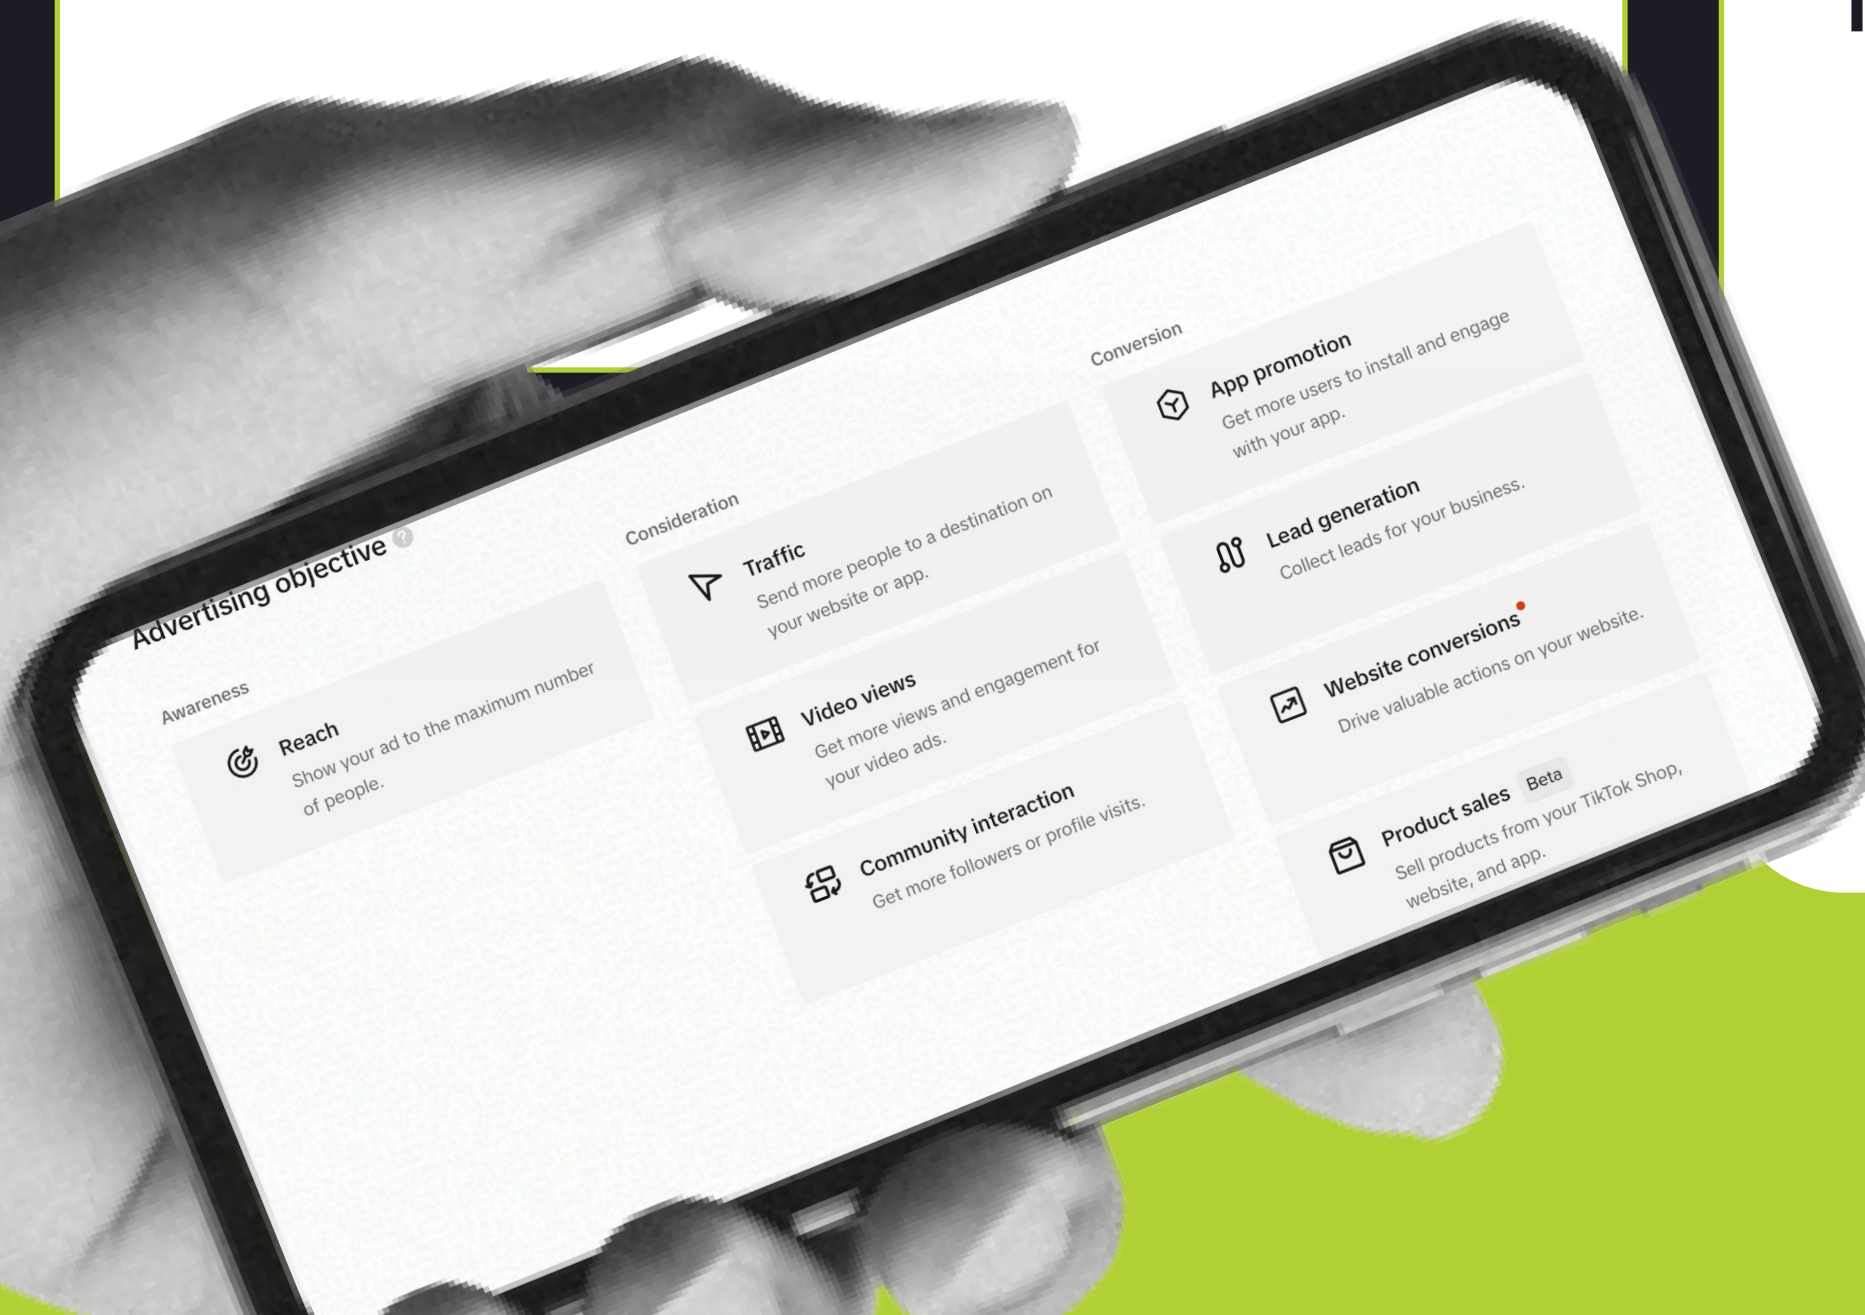 Advertising objective ?
Awareness
Reach
Show your ad to the maximum number
of people.
Consideration
Traffic
Send more people to a destination on
your website or app.
Video views
Get more views and engagement for
your video ads.
Community interaction
Get more followers or profile visits.
Conversion
App promotion
Get more users to install and engage
with your app.
Lead generation
Collect leads for your business.
Website conversions
Drive valuable actions on your website.
Product sales Beta
Sell products from your TikTok Shop,
website, and app.